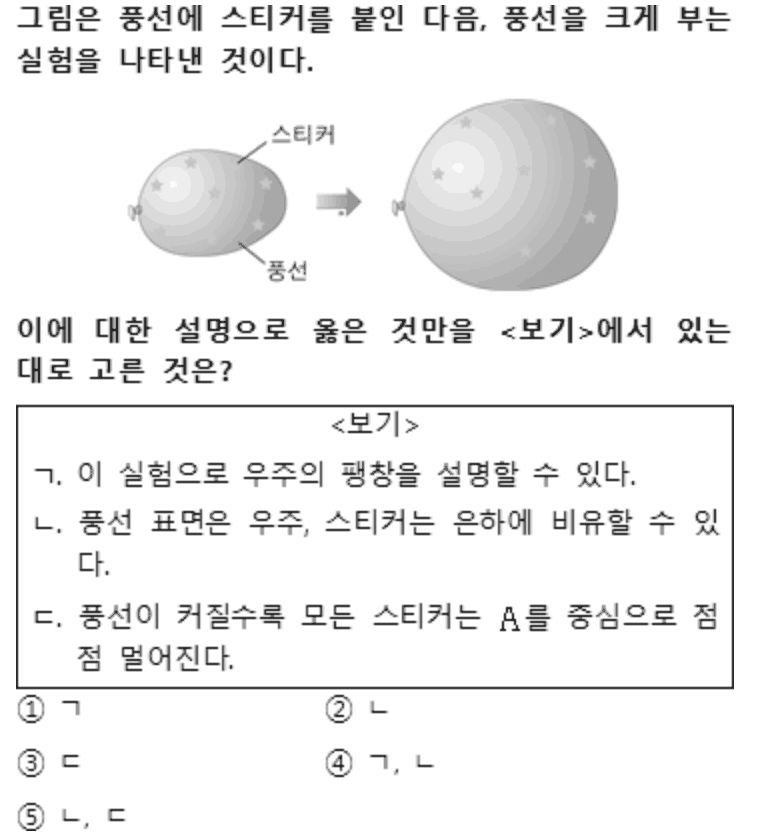 그림은 풍선에 스티커를 붙인 다음, 풍선을 크게 부는
실험을 나타낸 것이다.
스티커
풍선
이에 대한 설명으로 옳은 것만을 <보기>에서 있는
대로 고른 것은?
<보기>
ㄱ. 이 실험으로 우주의 팽창을 설명할 수 있다.
ㄴ. 풍선 표면은 우주, 스티커는 은하에 비유할 수 있
다.
ㄷ. 풍선이 커질수록 모든 스티커는 A를 중심으로 점
점 멀어진다.
① ㄱ ② ㄴ
③ ㄷ ④ ㄱ, ㄴ
⑤ ㄴ, ㄷ